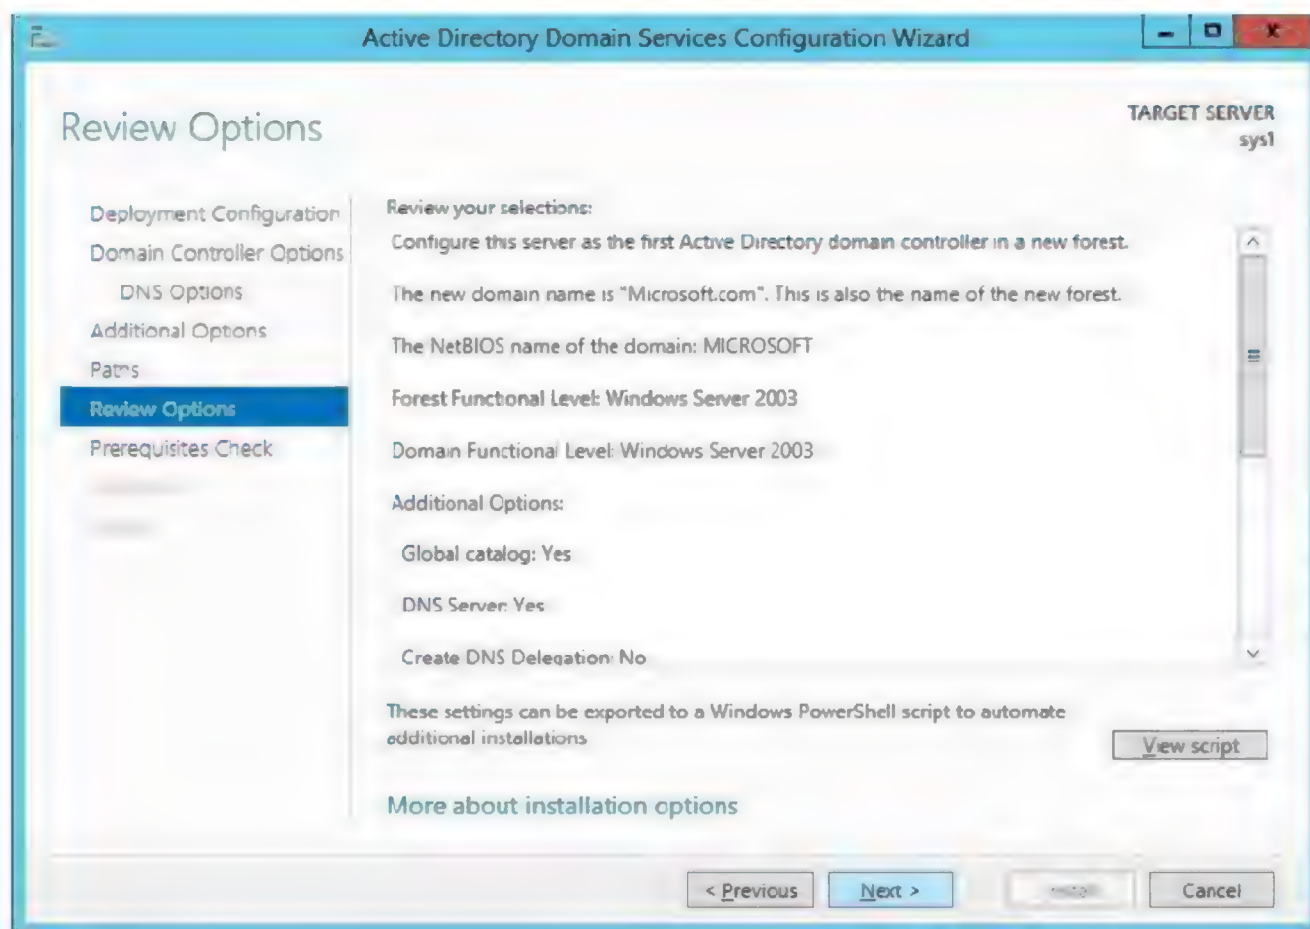 Active Directory Domain Services Configuration Wizard
Review Options
TARGET SERVER
sys1
Deployment Configuration
Domain Controller Options
DNS Options
Additional Options
Paths
Review Options
Prerequisites Check
Review your selections:
Configure this server as the first Active Directory domain controller in a new forest.
The new domain name is "Microsoft.com". This is also the name of the new forest.
The NetBIOS name of the domain: MICROSOFT
Forest Functional Level: Windows Server 2003
Domain Functional Level: Windows Server 2003
Additional Options:
Global catalog: Yes
DNS Server: Yes
Create DNS Delegation: No
These settings can be exported to a Windows PowerShell script to automate
additional installations
View script
More about installation options
< Previous
Next >
Cancel